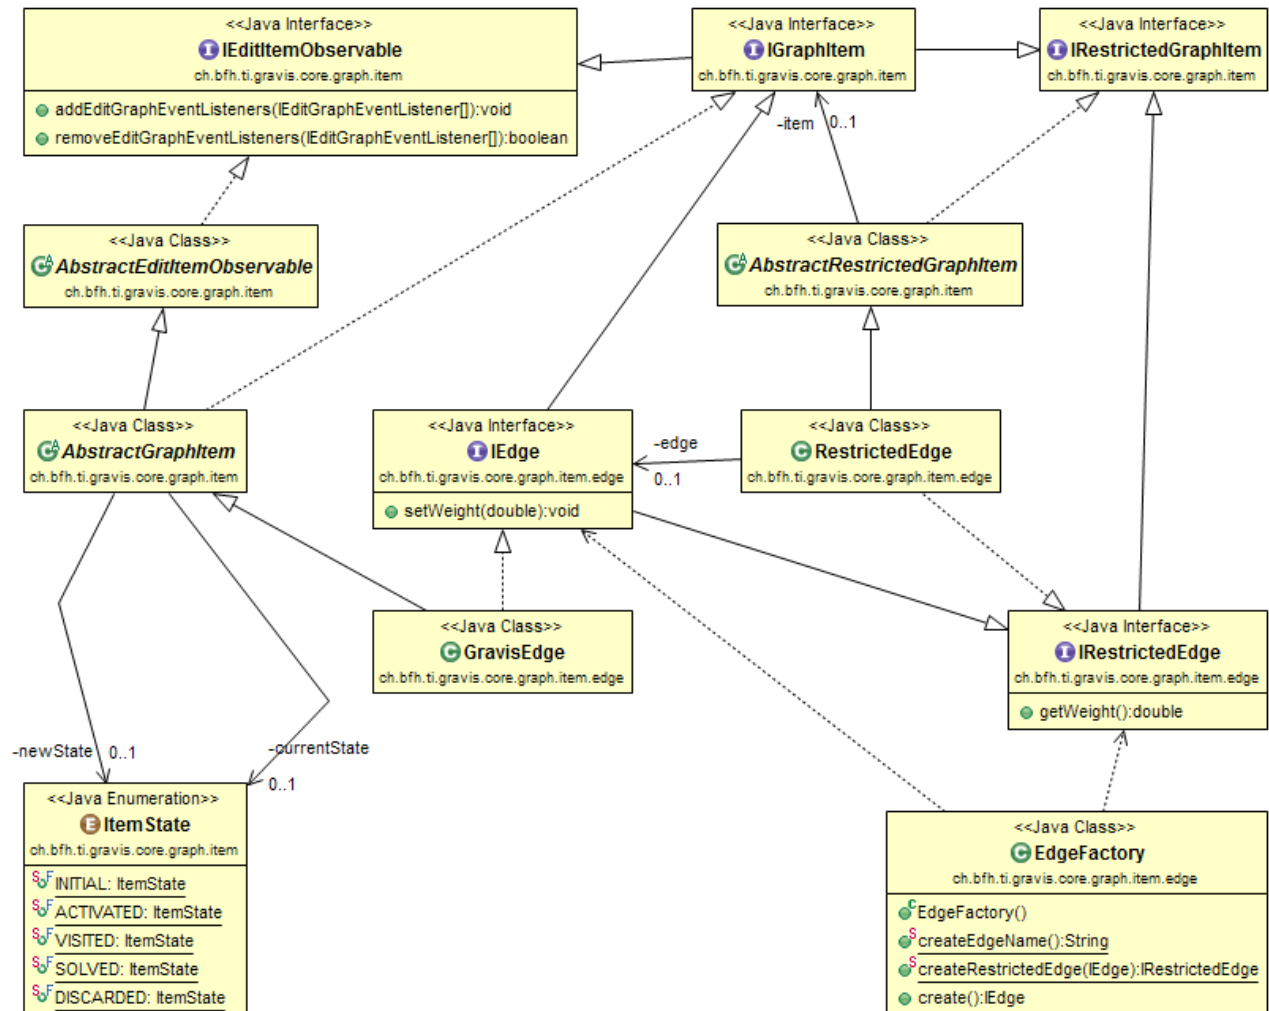 <<Java Interface>>
IEditItemObservable
ch.bfh.ti.gravis.core.graph.item
addEditGraphEventListeners(IEditGraphEventListener[]):void
removeEditGraphEventListeners(IEditGraphEventListener[]):boolean
<<Java Interface>>
IGraphItem
ch.bfh.ti.gravis.core.graph.item
<<Java Interface>>
IRestrictedGraphItem
ch.bfh.ti.gravis.core.graph.item
-item 0..1
<<Java Class>>
AbstractEditItemObservable
ch.bfh.ti.gravis.core.graph.item
<<Java Class>>
AbstractRestrictedGraphItem
ch.bfh.ti.gravis.core.graph.item
<<Java Class>>
AbstractGraphItem
ch.bfh.ti.gravis.core.graph.item
<<Java Interface>>
IEdge
ch.bfh.ti.gravis.core.graph.item.edge
setWeight(double):void
-edge
0..1
<<Java Class>>
RestrictedEdge
ch.bfh.ti.gravis.core.graph.item.edge
<<Java Class>>
GravisEdge
ch.bfh.ti.gravis.core.graph.item.edge
<<Java Interface>>
IRestrictedEdge
ch.bfh.ti.gravis.core.graph.item.edge
getWeight():double
-newState 0..1
-currentState
0..1
<<Java Enumeration>>
ItemState
ch.bfh.ti.gravis.core.graph.item
INITIAL: ItemState
ACTIVATED: ItemState
VISITED: ItemState
SOLVED: ItemState
DISCARDED: ItemState
<<Java Class>>
EdgeFactory
ch.bfh.ti.gravis.core.graph.item.edge
EdgeFactory()
createEdgeName():String
createRestrictedEdge(IEdge):IRestrictedEdge
create():IEdge